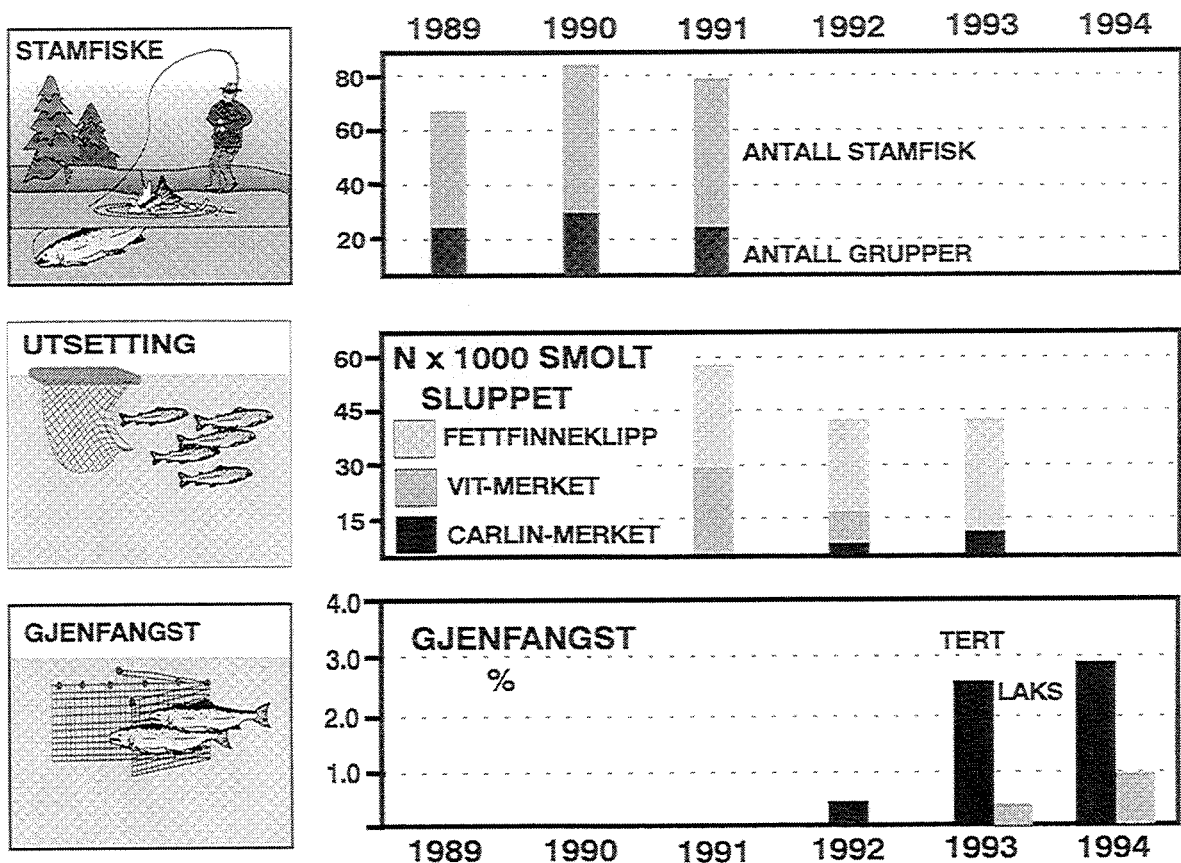 1989 1990 1991 1992 1993 1994
STAMFISKE
80
60
40
20
ANTALL STAMFISK
ANTALL GRUPPER
UTSETTING
60
45
30
15
N x 1000 SMOLT
SLUPPET
FETTFINNEKLIPP
VIT-MERKET
CARLIN-MERKET
GJENFANGST
4.0
3.0
2.0
1.0
GJENFANGST
%
TERT
LAKS
1989 1990 1991 1992 1993 1994